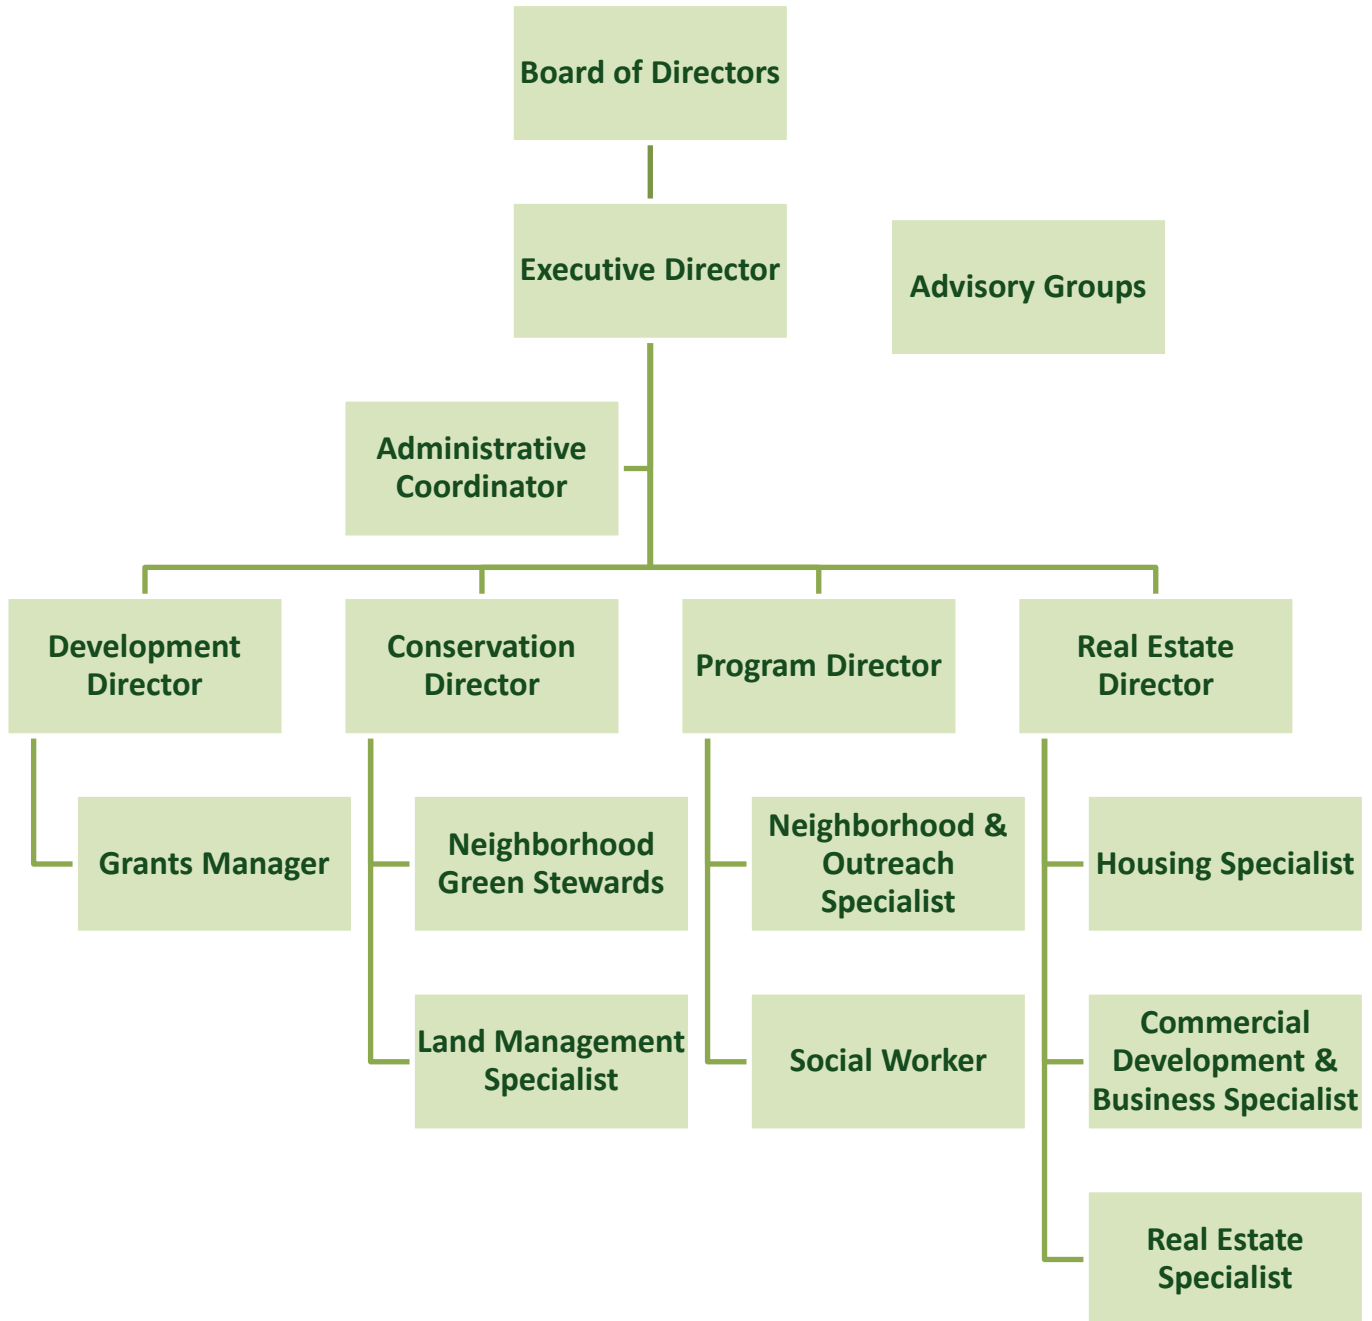 Board of Directors
Executive Director
Advisory Groups
Administrative
Coordinator
Development
Director
Conservation
Director
Program Director
Real Estate
Director
Grants Manager
Neighborhood
Green Stewards
Neighborhood &
Outreach
Specialist
Housing Specialist
Land Management
Specialist
Social Worker
Commercial
Development &
Business Specialist
Real Estate
Specialist